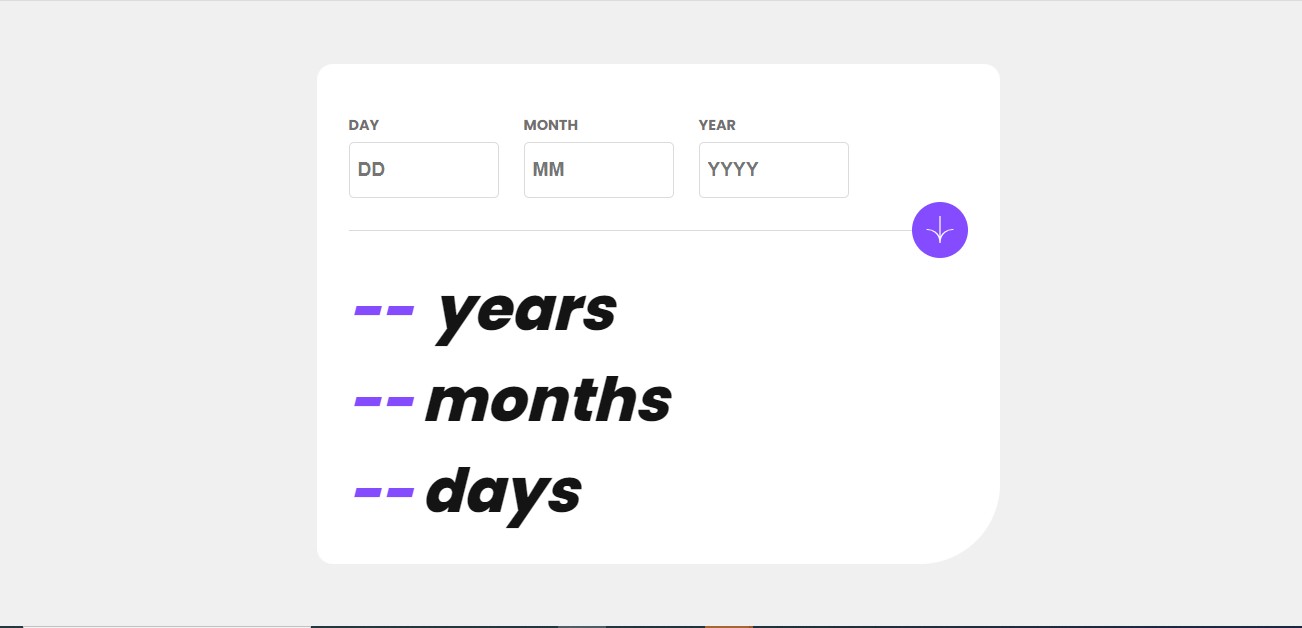 DAY MONTH YEAR
DD MM YYYY
-- years
-- months
-- days